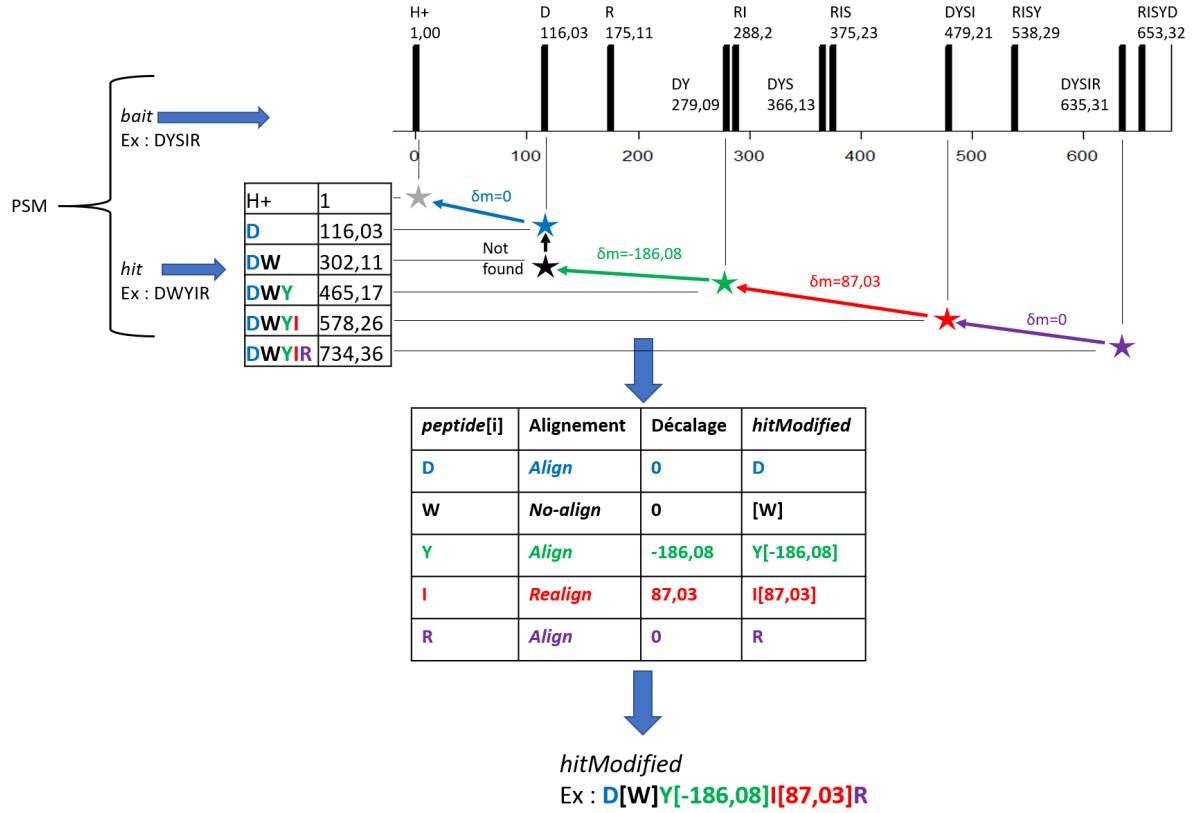 H+
1,00
D
116,03
R
175,11
RI
288,2
RIS
375,23
DYSI
479,21
RISY
538,29
RISYD
653,32
DY
279,09
DYS
366,13
DYSIR
635,31
bait
Ex : DYSIR
0 100 200 300 400 500 600
PSM
hit
Ex : DWYIR
H+ 1
D 116,03
DW 302,11
DWY 465,17
DWYI 578,26
DWYIR 734,36
δm=0
Not
found
δm=-186,08
δm=87,03
δm=0
peptide[i] Alignement Décalage hitModified
D Align 0 D
W No-align 0 [W]
Y Align -186,08 Y[-186,08]
I Realign 87,03 I[87,03]
R Align 0 R
hitModified
Ex : D[W]Y[-186,08]I[87,03]R